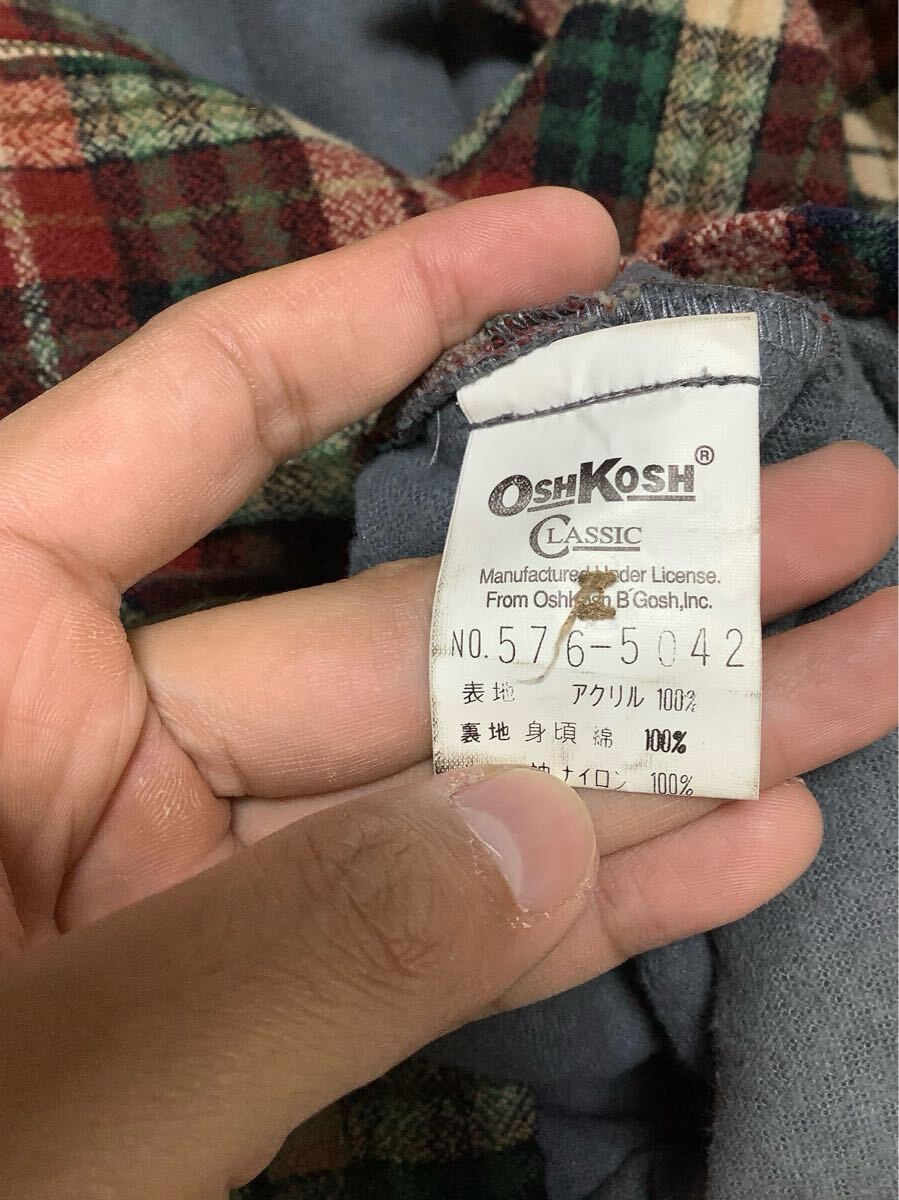 OSHKOSH®
CLASSIC
Manufactured Under License.
From OshKosh B'Gosh,Inc.
NO. 576-5042
表地 アクリル 100%
裏地 身頃 綿 100%
袖 ナイロン 100%